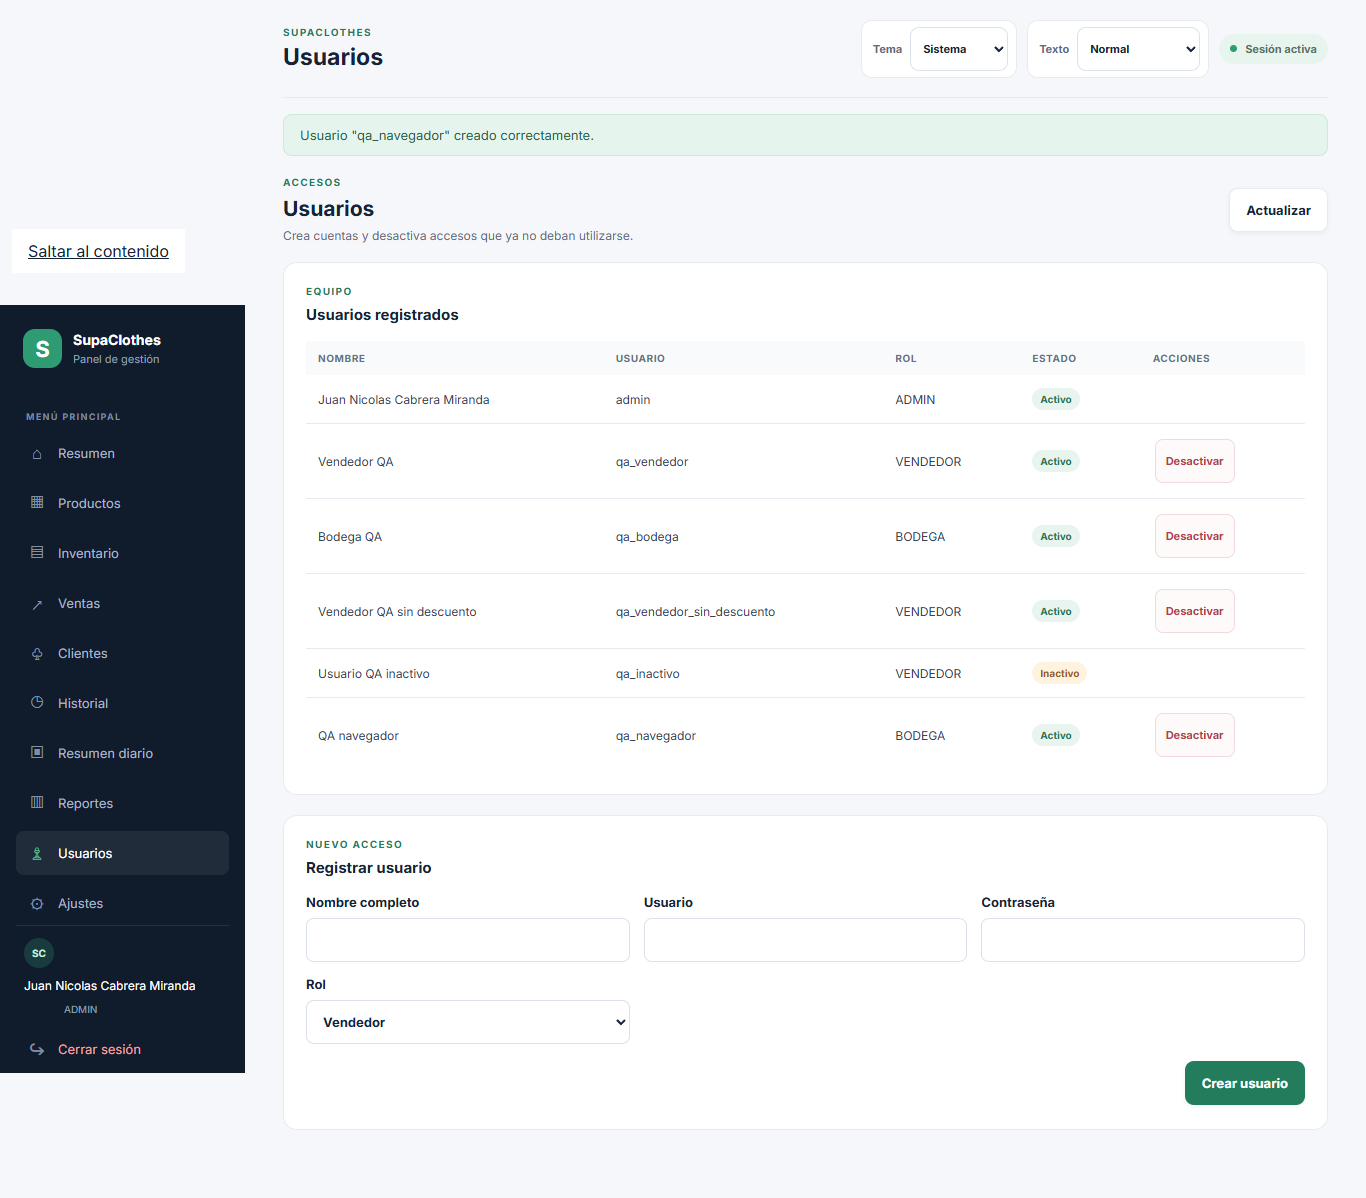 SUPACLOTHES
Usuarios
Tema Sistema
Texto Normal
Sesión activa
Usuario "qa_navegador" creado correctamente.
ACCESOS
Usuarios
Crea cuentas y desactiva accesos que ya no deban utilizarse.
Actualizar
Saltar al contenido
S
SupaClothes
Panel de gestión
MENÚ PRINCIPAL
Resumen
Productos
Inventario
Ventas
Clientes
Historial
Resumen diario
Reportes
Usuarios
Ajustes
SC
Juan Nicolas Cabrera Miranda
ADMIN
Cerrar sesión
EQUIPO
Usuarios registrados
NOMBRE USUARIO ROL ESTADO ACCIONES
Juan Nicolas Cabrera Miranda admin ADMIN Activo
Vendedor QA qa_vendedor VENDEDOR Activo Desactivar
Bodega QA qa_bodega BODEGA Activo Desactivar
Vendedor QA sin descuento qa_vendedor_sin_descuento VENDEDOR Activo Desactivar
Usuario QA inactivo qa_inactivo VENDEDOR Inactivo
QA navegador qa_navegador BODEGA Activo Desactivar
NUEVO ACCESO
Registrar usuario
Nombre completo Usuario Contraseña
Rol
Vendedor
Crear usuario